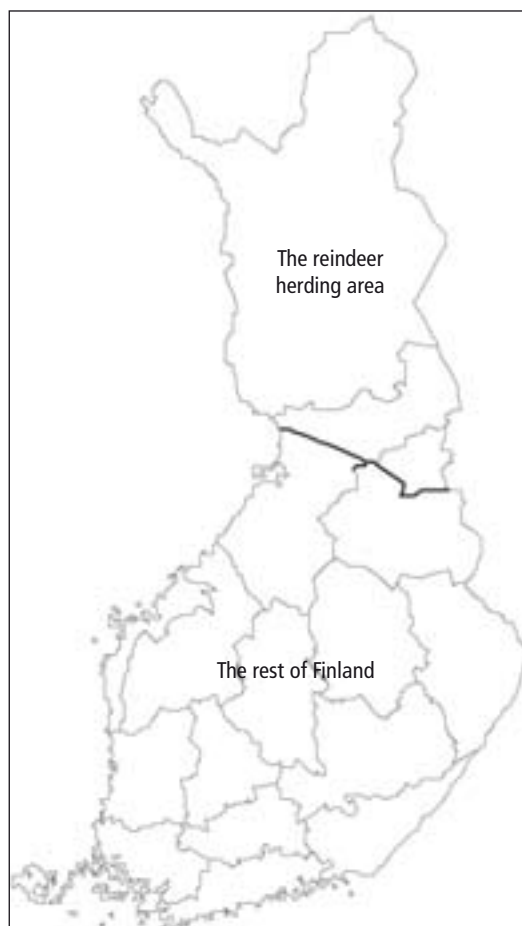 The reindeer
herding area
The rest of Finland